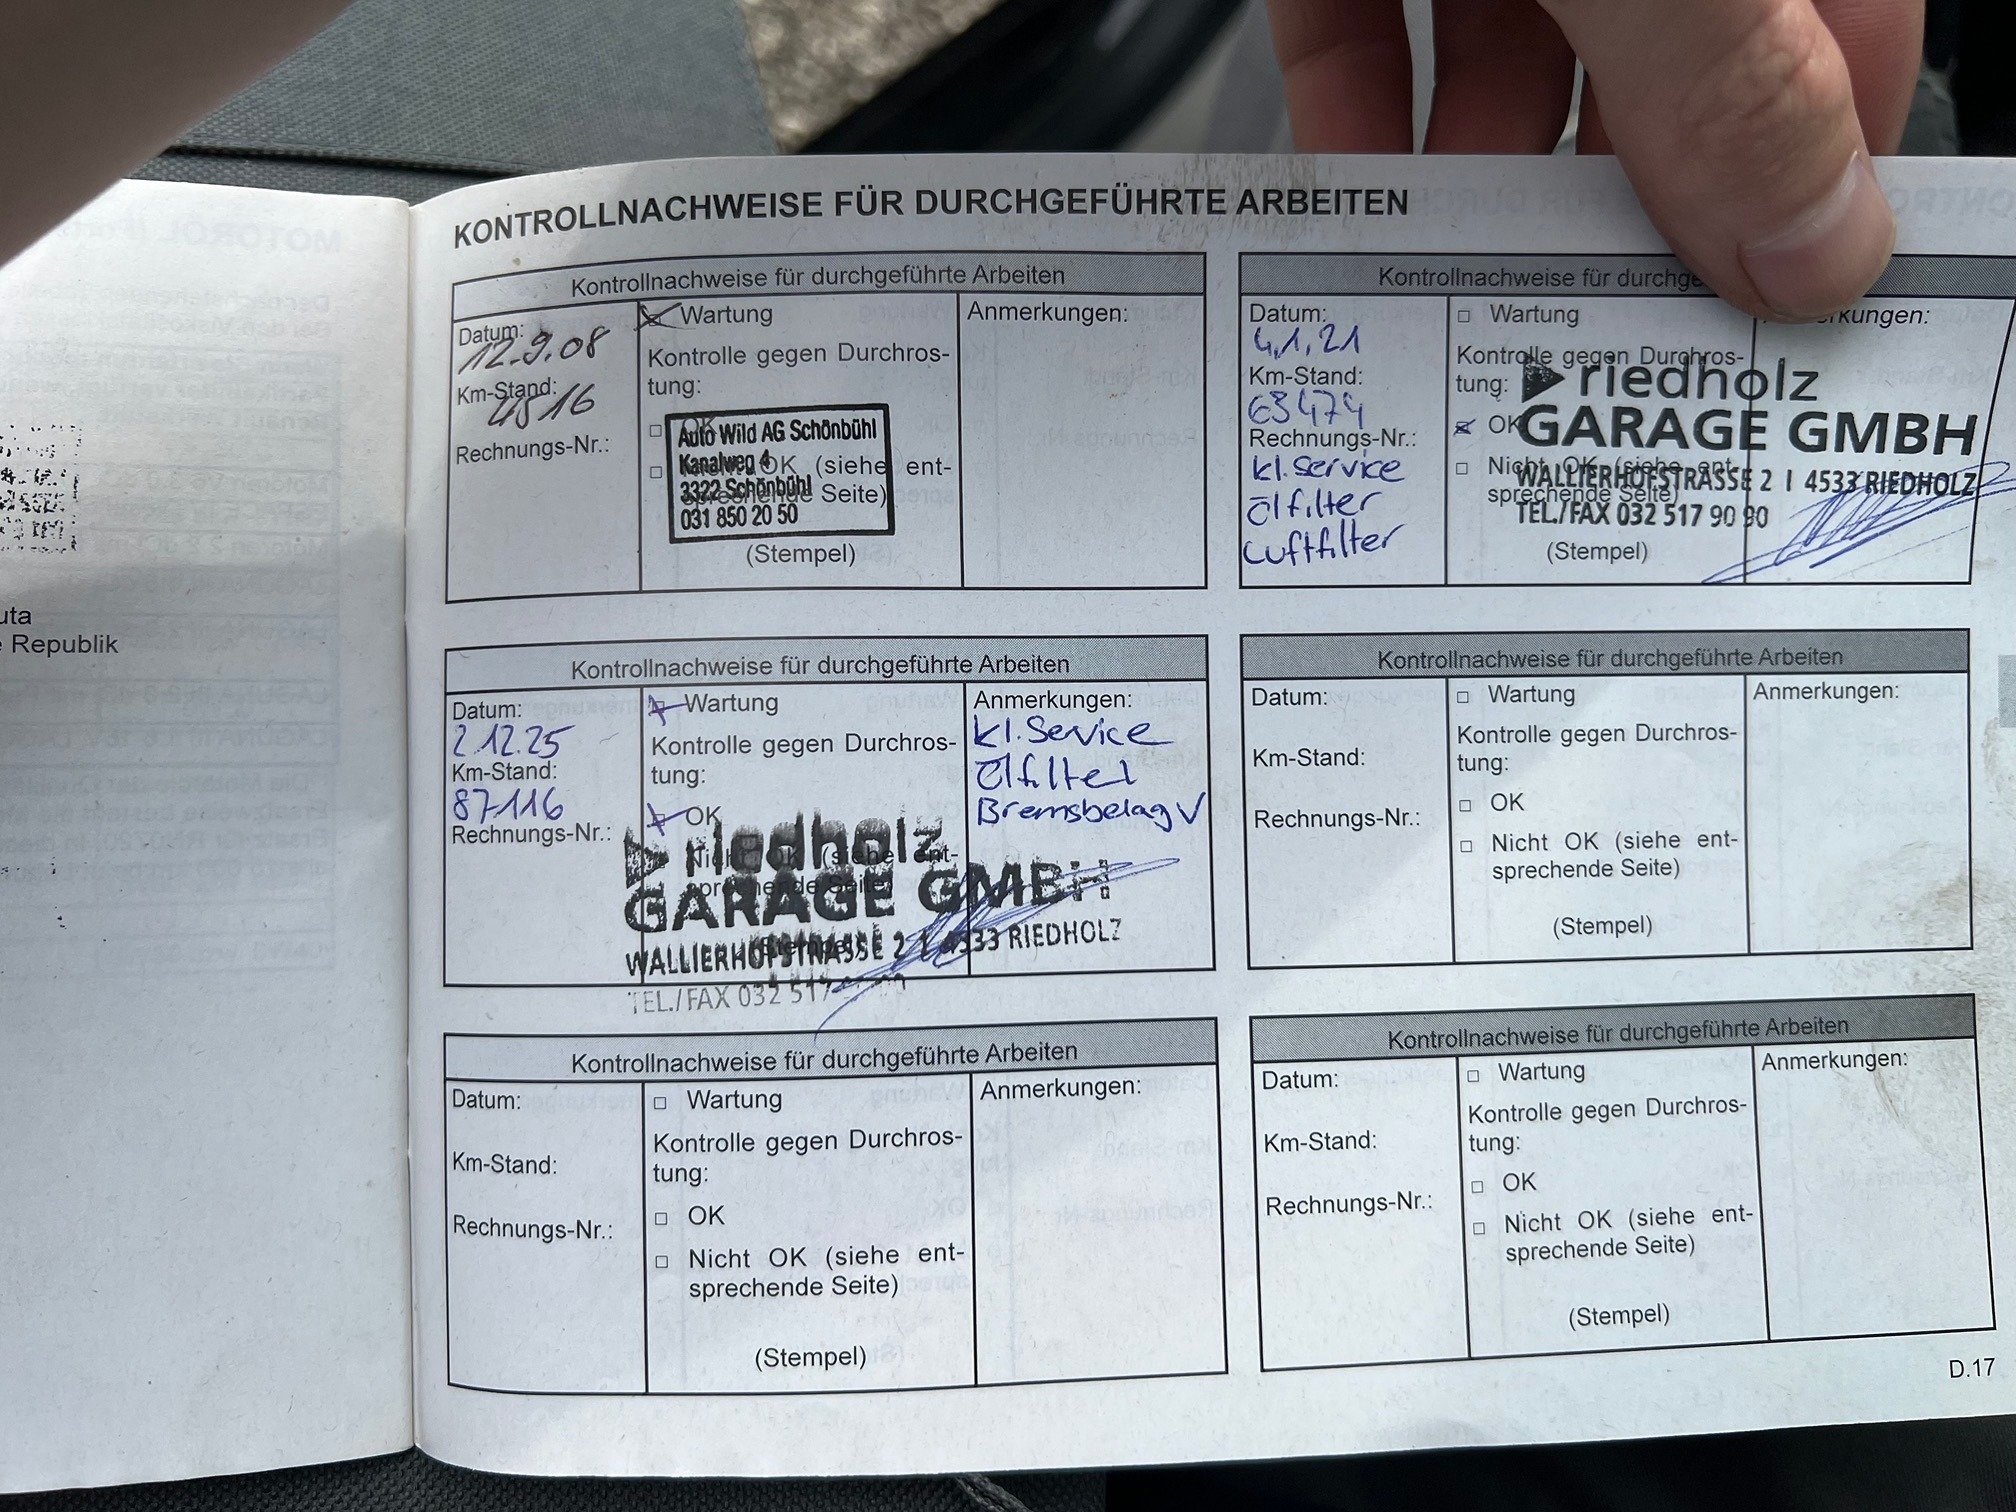 uta
Republik
KONTROLLNACHWEISE FÜR DURCHGEFÜHRTE ARBEITEN
Kontrollnachweise für durchgeführte Arbeiten
Datum:
12.9.08
Km-Stand:
4516
Rechnungs-Nr.:
Wartung
Kontrolle gegen Durchros-
tung:
OK
OK (siehe ent-
sprechende Seite)
Auto Wild AG Schönbühl
Kanalweg 4
3322 Schönbühl
031 850 20 50
(Stempel)
Anmerkungen:
Kontrollnachweise für
Datum:
4.1.21
Km-Stand:
63474
Rechnungs-Nr.:
kl. service
ölfilter
Luftfilter
Wartung
Kontrolle gegen Durchros-
tung:
OK
Nicht OK (siehe ent-
sprechende Seite)
riedholz
GARAGE GMBH
WALLIERHOFSTRASSE 2 I 4533 RIEDHOLZ
TEL./FAX 032 517 90 90
(Stempel)
Kontrollnachweise für durchgeführte Arbeiten
Datum:
2.12.25
Km-Stand:
87116
Rechnungs-Nr.:
Wartung
Kontrolle gegen Durchros-
tung:
OK
Nicht OK (siehe ent-
sprechende Seite)
riedholz
GARAGE GMBH
WALLIERHOFSTRASSE 2 I 4533 RIEDHOLZ
TEL./FAX 032 517
(Stempel)
Anmerkungen:
kl. Service
Ölfilter
Bremsbelag V
Kontrollnachweise für durchgeführte Arbeiten
Datum:
Km-Stand:
Rechnungs-Nr.:
Wartung
Kontrolle gegen Durchros-
tung:
OK
Nicht OK (siehe ent-
sprechende Seite)
(Stempel)
Anmerkungen:
Kontrollnachweise für durchgeführte Arbeiten
Datum:
Km-Stand:
Rechnungs-Nr.:
Wartung
Kontrolle gegen Durchros-
tung:
OK
Nicht OK (siehe ent-
sprechende Seite)
(Stempel)
Anmerkungen:
Kontrollnachweise für durchgeführte Arbeiten
Datum:
Km-Stand:
Rechnungs-Nr.:
Wartung
Kontrolle gegen Durchros-
tung:
OK
Nicht OK (siehe ent-
sprechende Seite)
(Stempel)
Anmerkungen:
D.17